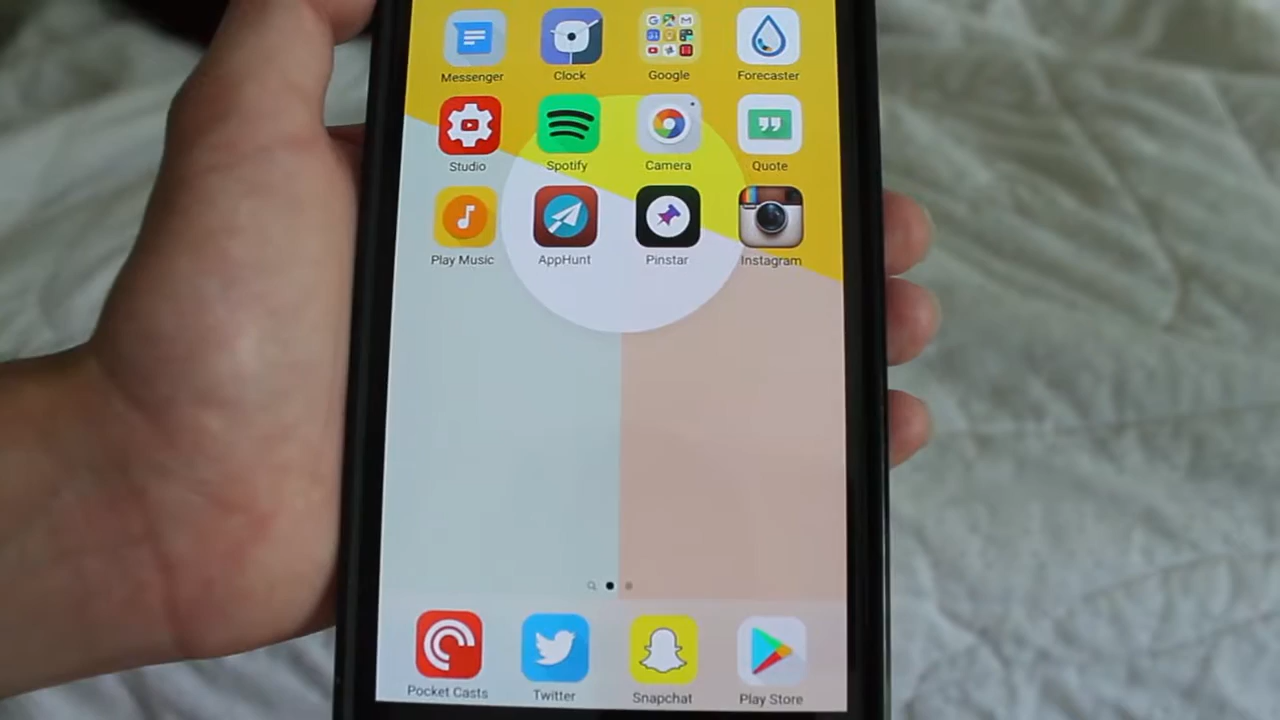 Messenger Clock Google Forecaster
Studio Spotify Camera Quote
Play Music AppHunt Pinstar Instagram
Pocket Casts Twitter Snapchat Play Store